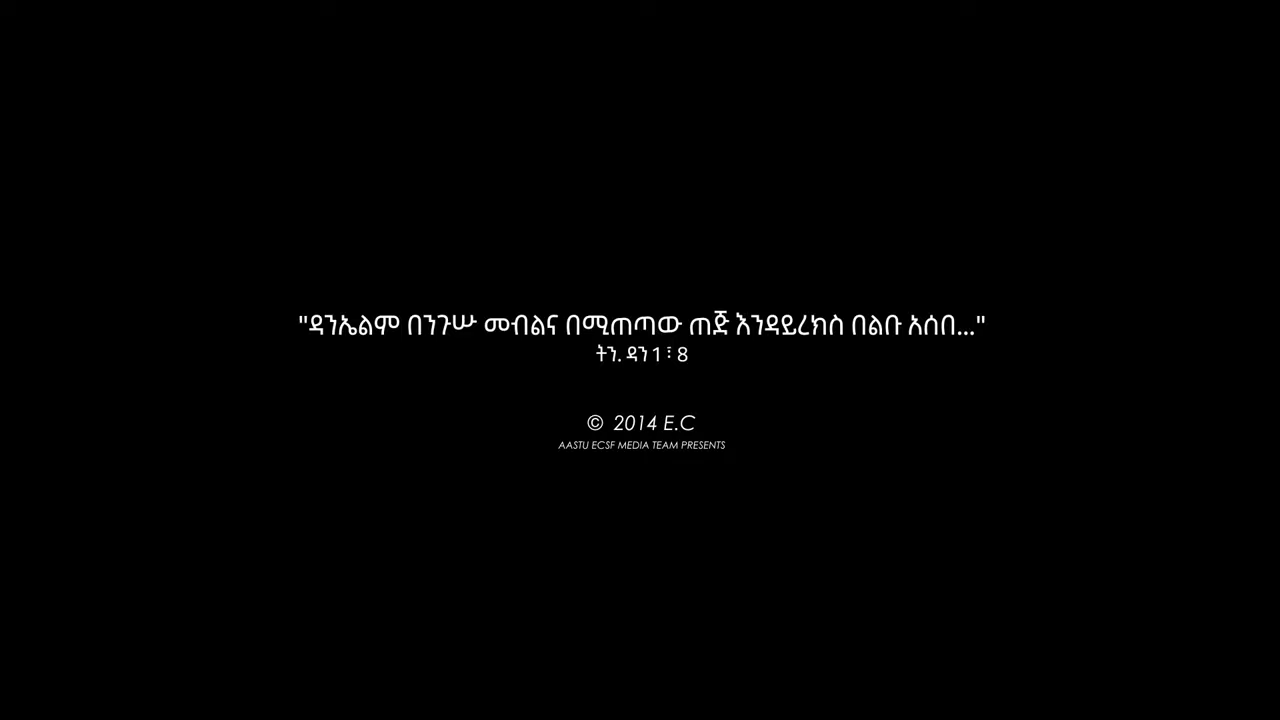 "ዳንኤልም በንጉሡ መብልና በሚጠጣው ጠጅ እንዳይረክስ በልቡ አሰበ..."
ትን. ዳን 1 ፥ 8
© 2014 E.C
AASTU ECSF MEDIA TEAM PRESENTS